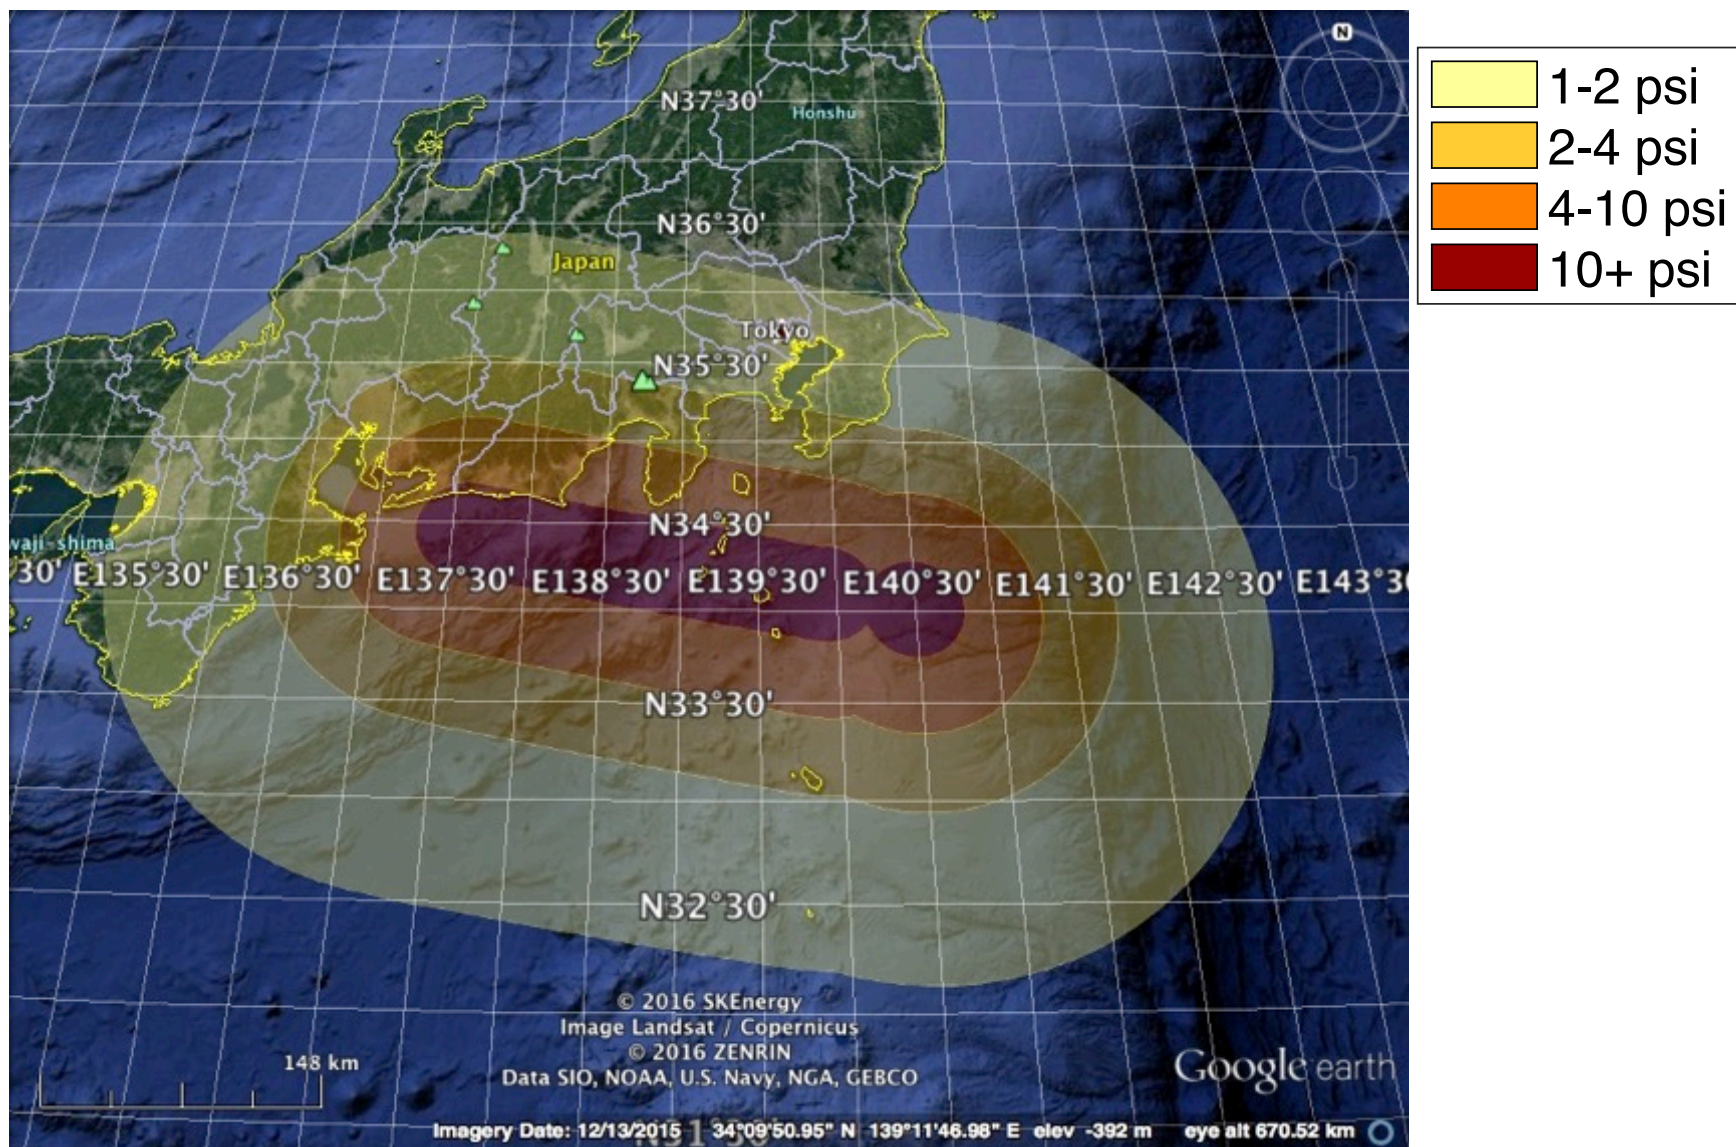 N
1-2 psi
N37°30'
Honshu
2-4 psi
4-10 psi
N36°30'
Japan
10+ psi
Tokyo
N35°30'
N34°30'
waji-shima
30' E135°30' E136°30' E137°30' E138°30' E139°30' E140°30' E141°30' E142°30' E143°30
N33°30'
N32°30'
© 2016 SKEnergy
Image Landsat / Copernicus
© 2016 ZENRIN
148 km
Data SIO, NOAA, U.S. Navy, NGA, GEBCO
Google earth
Imagery Date: 12/13/2015 34°09'50.95" N 139°11'46.98" E elev -392 m eye alt 670.52 km